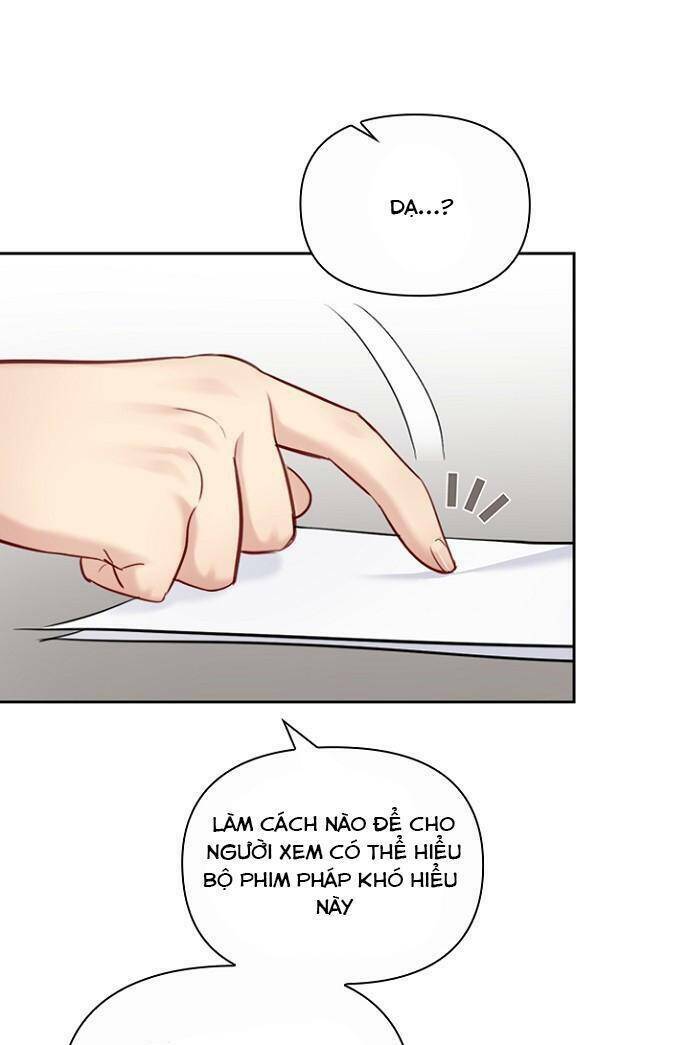 DẠ...?
LÀM CÁCH NÀO ĐỂ CHO
NGƯỜI XEM CÓ THỂ HIỂU
BỘ PHIM PHÁP KHÓ HIỂU
NÀY